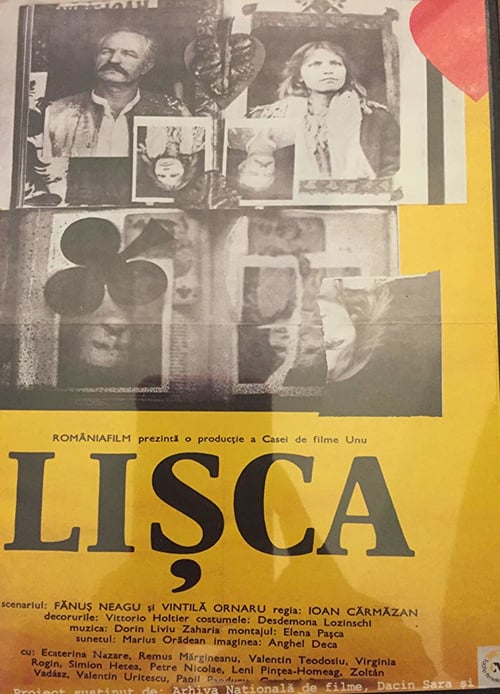 ROMÂNIAFILM prezintă o producție a Casei de filme Unu
LIȘCA
scenariul: FĂNUȘ NEAGU și VINTILĂ ORNARU regia: IOAN CĂRMĂZAN
decorurile: Vittorio Holtier costumele: Desdemona Lozinschi
muzica: Dorin Liviu Zaharia montajul: Elena Pașca
sunetul: Marius Orădean imaginea: Anghel Deca
cu: Ecaterina Nazare, Remus Mărgineanu, Valentin Teodosiu, Virginia
Rogin, Simion Hetea, Petre Nicolae, Leni Pințea-Homeag, Zoltán
Vadász, Valentin Uritescu, Papil Panduru
Proiect susținut de: Arhiva Națională de filme, Dacin Sara și